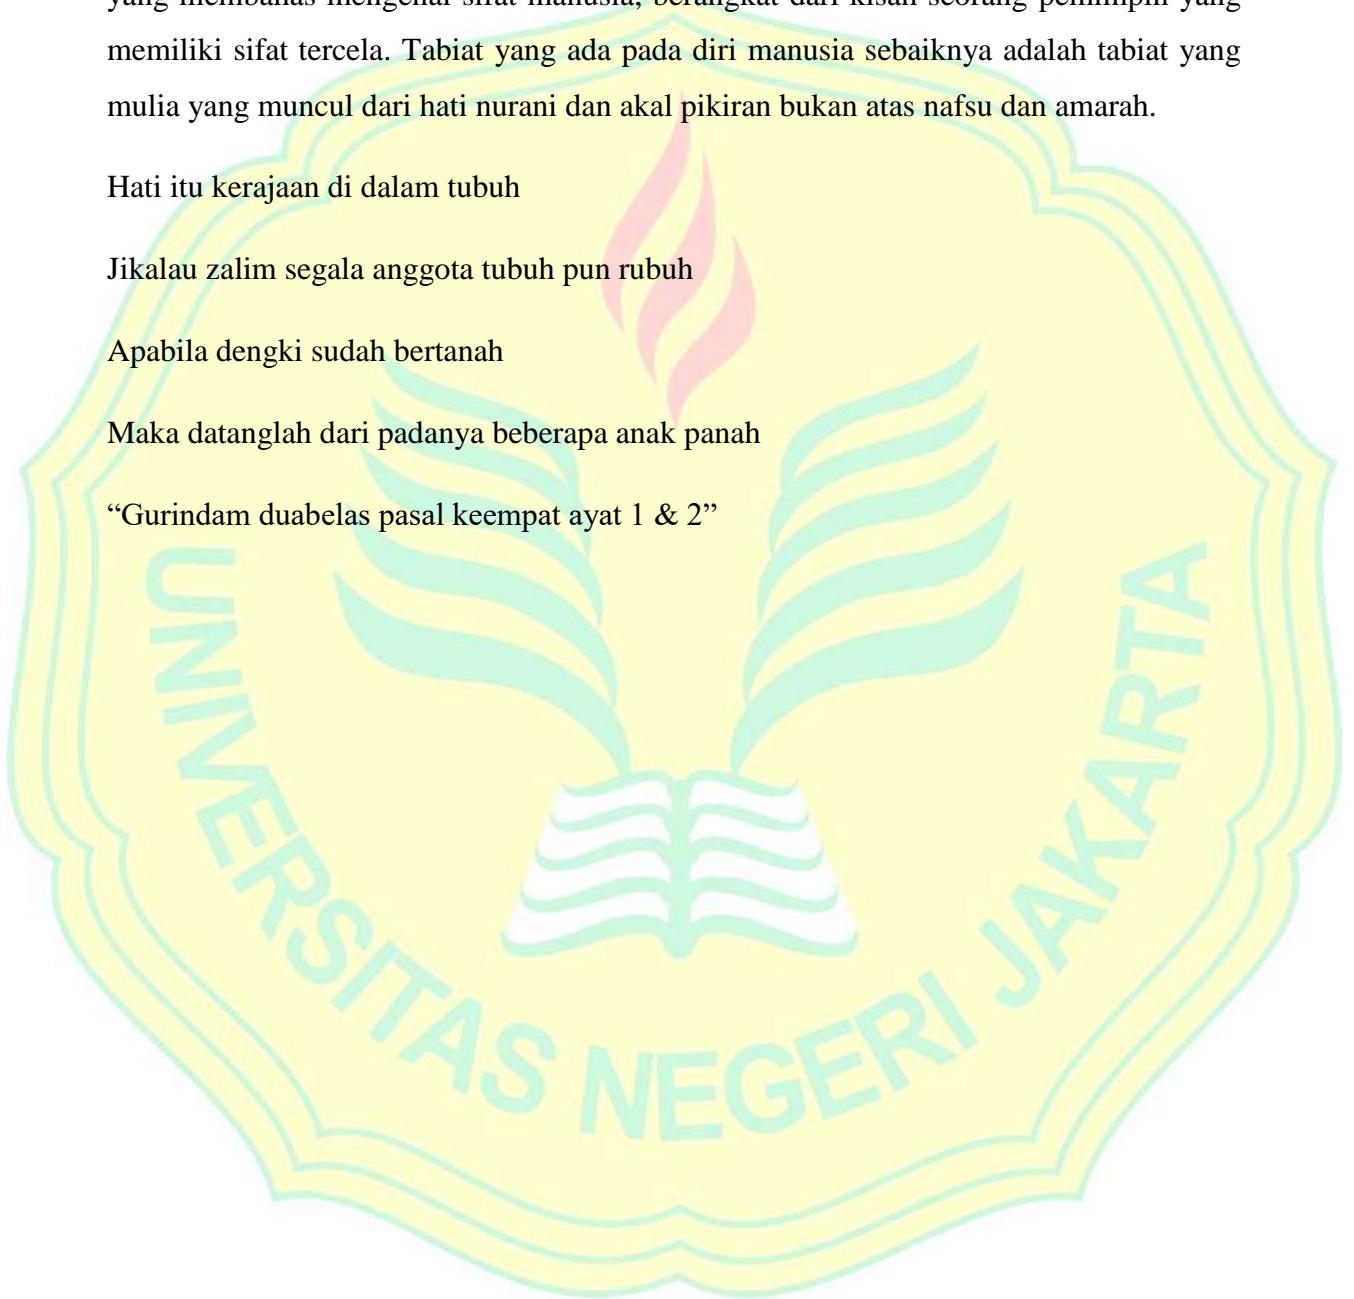 yang membahas mengenai sifat manusia, berangkat dari kisah seorang pemimpin yang
memiliki sifat tercela. Tabiat yang ada pada diri manusia sebaiknya adalah tabiat yang
mulia yang muncul dari hati nurani dan akal pikiran bukan atas nafsu dan amarah.
Hati itu kerajaan di dalam tubuh
Jikalau zalim segala anggota tubuh pun rubuh
Apabila dengki sudah bertanah
Maka datanglah dari padanya beberapa anak panah
“Gurindam duabelas pasal keempat ayat 1 & 2”
UNIVERSITAS NEGERI JAKARTA